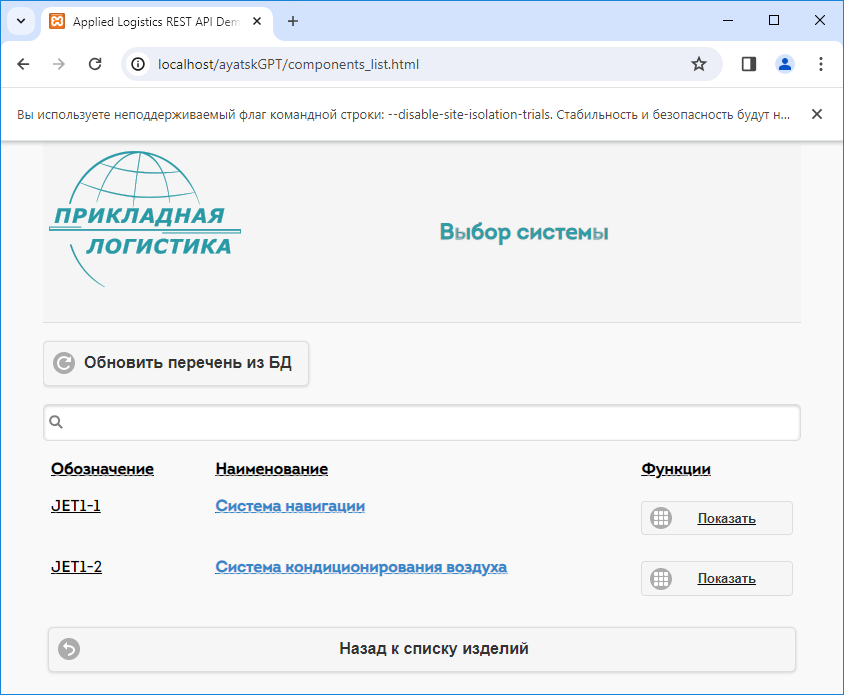 Applied Logistics REST API Dem
localhost/ayatskGPT/components_list.html
Вы используете неподдерживаемый флаг командной строки: --disable-site-isolation-trials. Стабильность и безопасность будут н...
ПРИКЛАДНАЯ
ЛОГИСТИКА
Выбор системы
Обновить перечень из БД
Обозначение Наименование Функции
JET1-1 Система навигации Показать
JET1-2 Система кондиционирования воздуха Показать
Назад к списку изделий